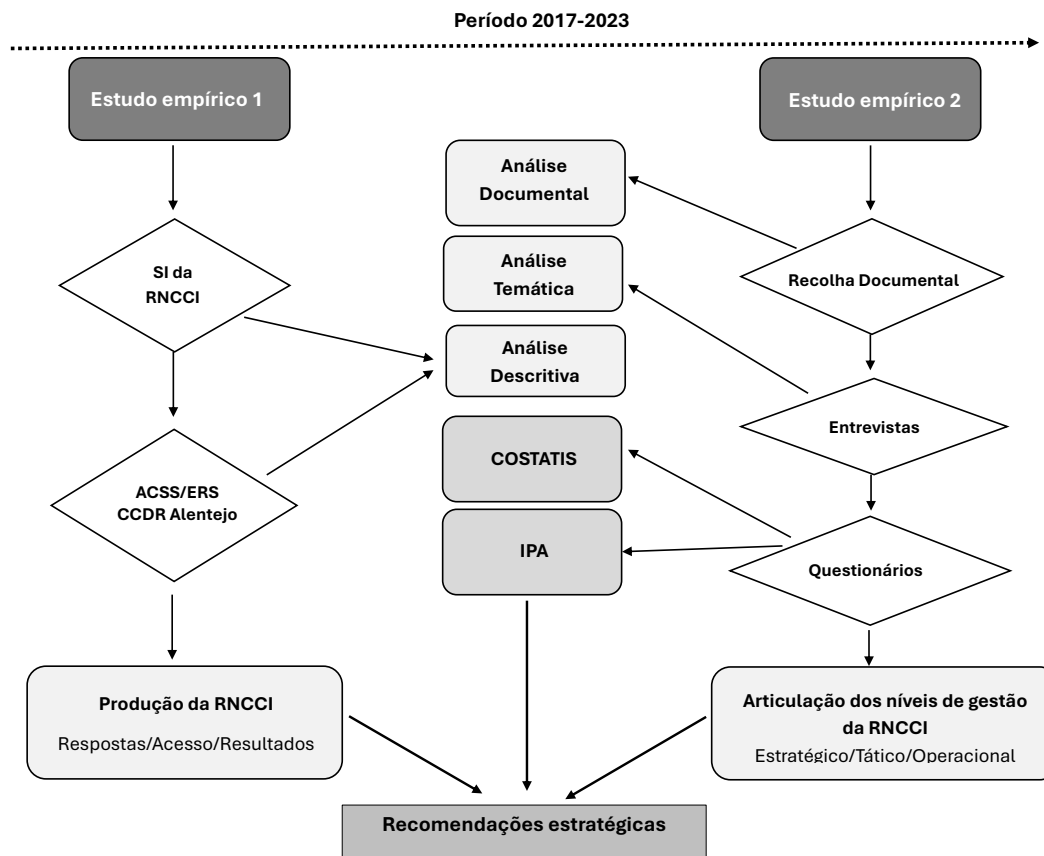 Período 2017-2023
Estudo empírico 1
Estudo empírico 2
Análise
Documental
SI da
RNCCI
Análise
Temática
Recolha Documental
Análise
Descritiva
Entrevistas
COSTATIS
ACSS/ERS
CCDR Alentejo
IPA
Questionários
Produção da RNCCI
Respostas/Acesso/Resultados
Articulação dos níveis de gestão
da RNCCI
Estratégico/Tático/Operacional
Recomendações estratégicas